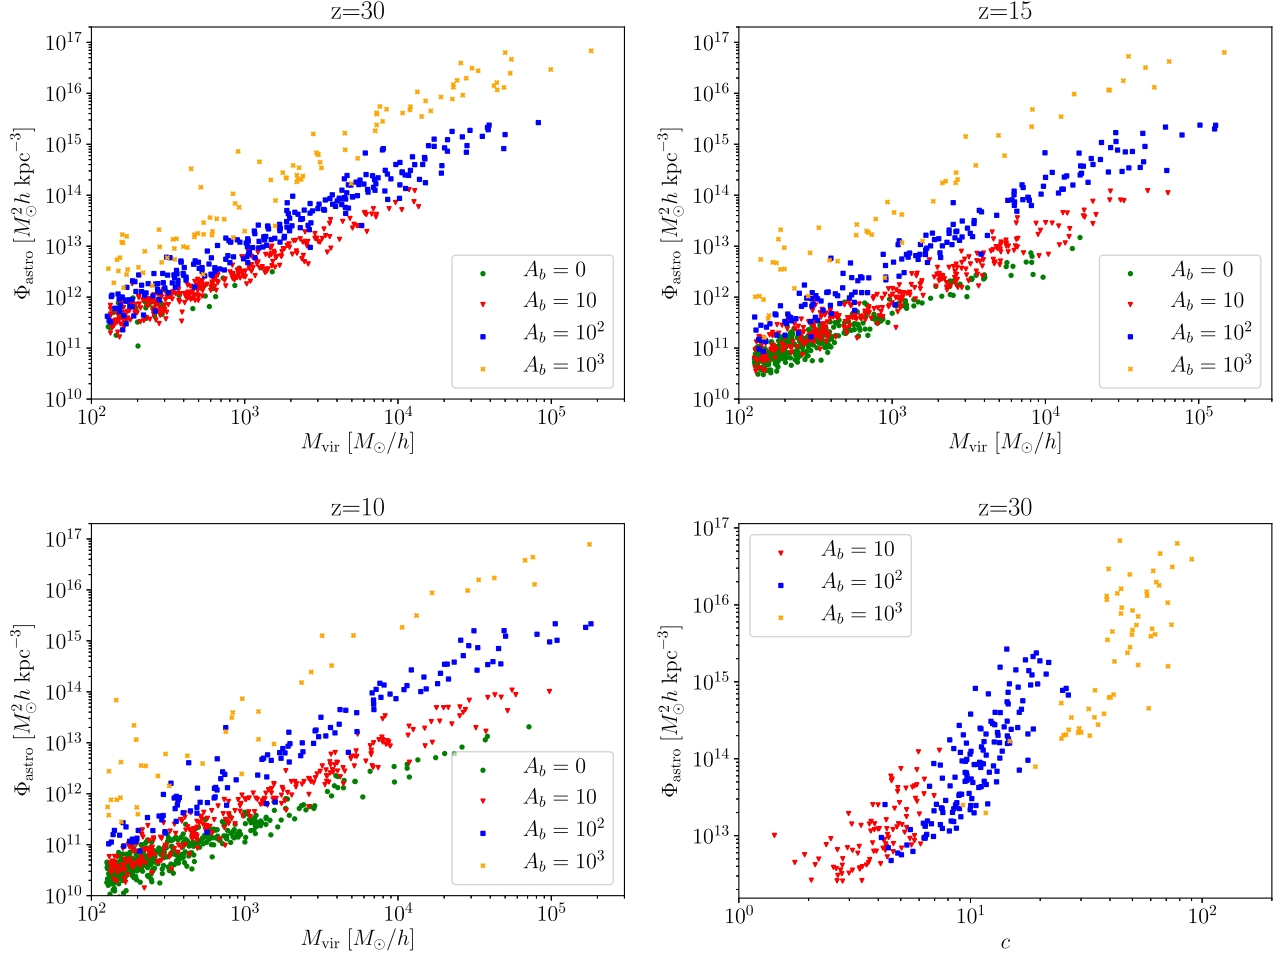 z=30
10^17
10^16
10^15
10^14
10^13
10^12
10^11
10^10
Φ_astro [M_⊙^2 h kpc^−3]
A_b = 0
A_b = 10
A_b = 10^2
A_b = 10^3
10^2 10^3 10^4 10^5
M_vir [M_⊙/h]
z=15
10^17
10^16
10^15
10^14
10^13
10^12
10^11
10^10
Φ_astro [M_⊙^2 h kpc^−3]
A_b = 0
A_b = 10
A_b = 10^2
A_b = 10^3
10^2 10^3 10^4 10^5
M_vir [M_⊙/h]
z=10
10^17
10^16
10^15
10^14
10^13
10^12
10^11
10^10
Φ_astro [M_⊙^2 h kpc^−3]
A_b = 0
A_b = 10
A_b = 10^2
A_b = 10^3
10^2 10^3 10^4 10^5
M_vir [M_⊙/h]
z=30
10^17
10^16
10^15
10^14
10^13
Φ_astro [M_⊙^2 h kpc^−3]
A_b = 10
A_b = 10^2
A_b = 10^3
10^0 10^1 10^2
c